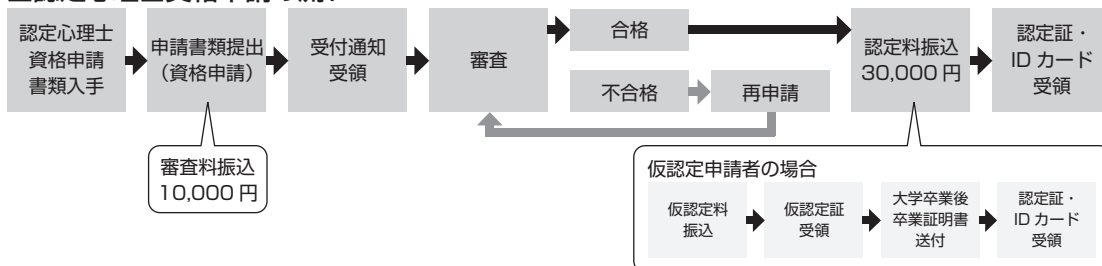 認定心理士
資格申請
書類入手
申請書類提出
（資格申請）
受付通知
受領
審査
合格
不合格
再申請
認定料振込
30,000 円
認定証・
ID カード
受領
審査料振込
10,000 円
仮認定申請者の場合
仮認定料
振込
仮認定証
受領
大学卒業後
卒業証明書
送付
認定証・
ID カード
受領